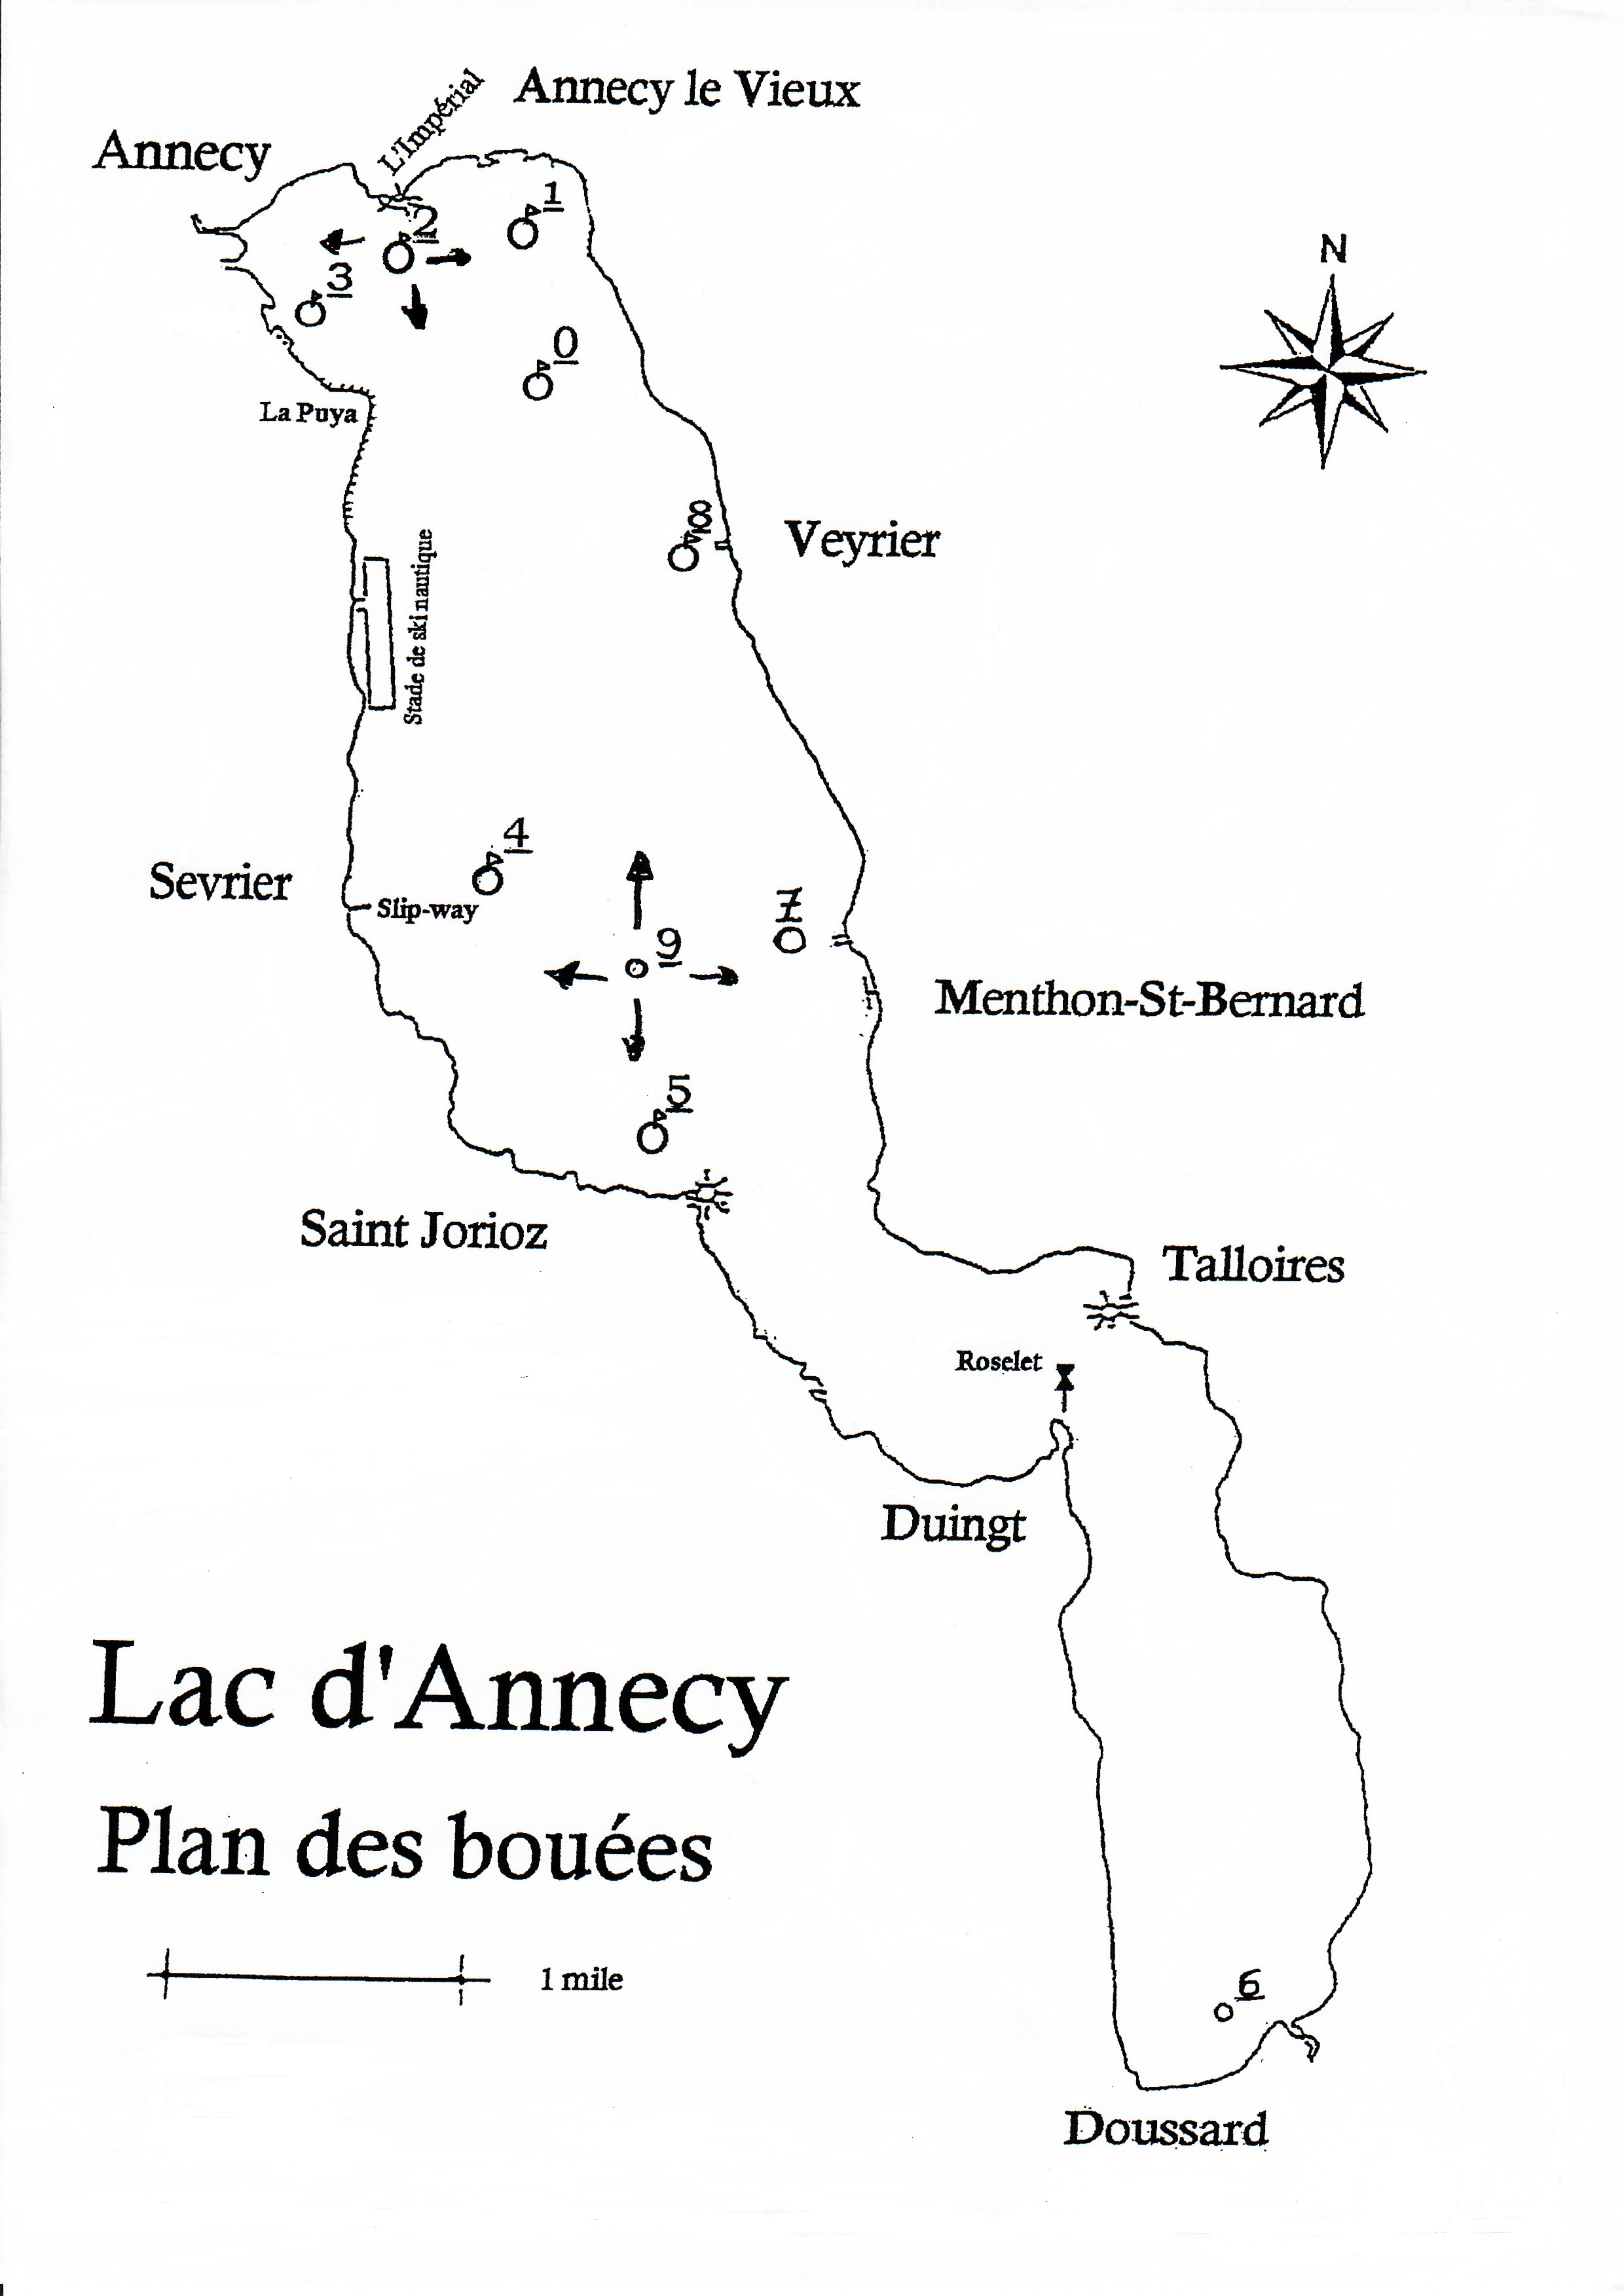 Annecy le Vieux
L'Impérial
Annecy
1
2
3
N
0
La Puya
8
Veyrier
Stade de ski nautique
4
Sevrier
Slip-way
7
9
Menthon-St-Bernard
5
Saint Jorioz
Talloires
Roselet
Duingt
Lac d'Annecy
Plan des bouées
1 mile
6
Doussard